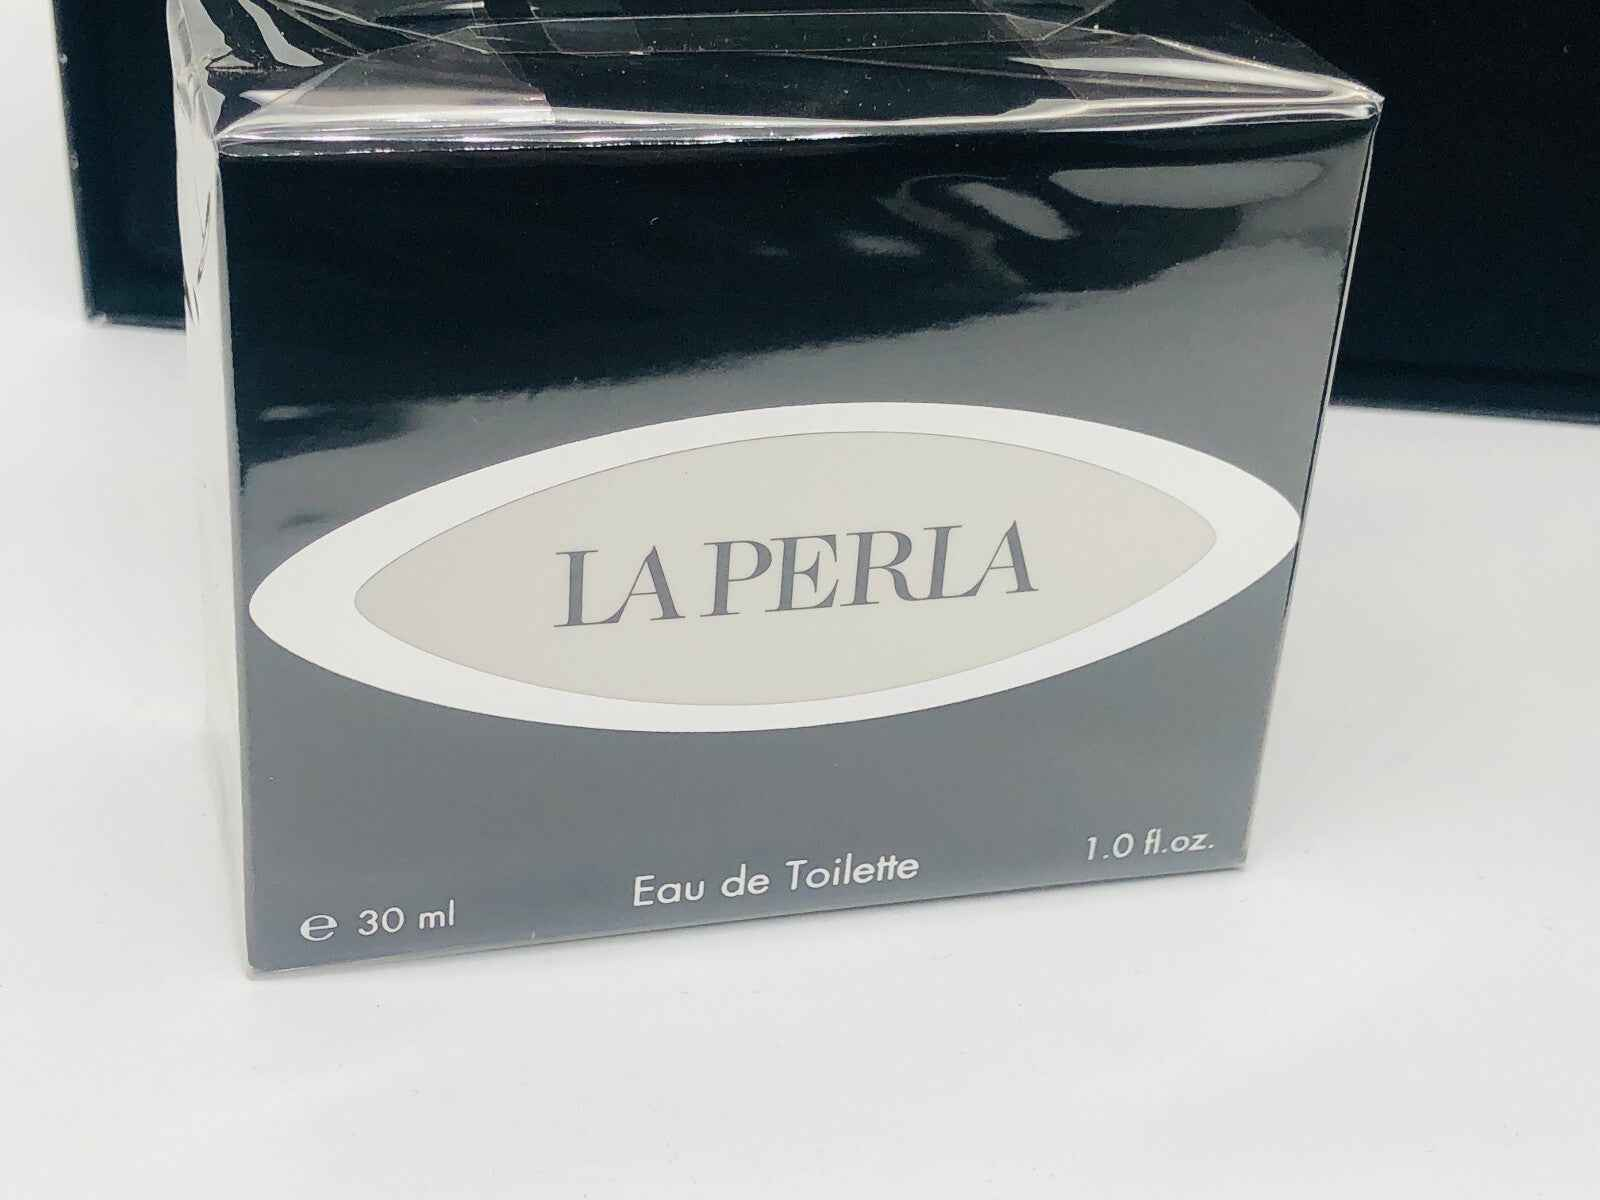 LA PERLA
Eau de Toilette
℮ 30 ml
1.0 fl.oz.